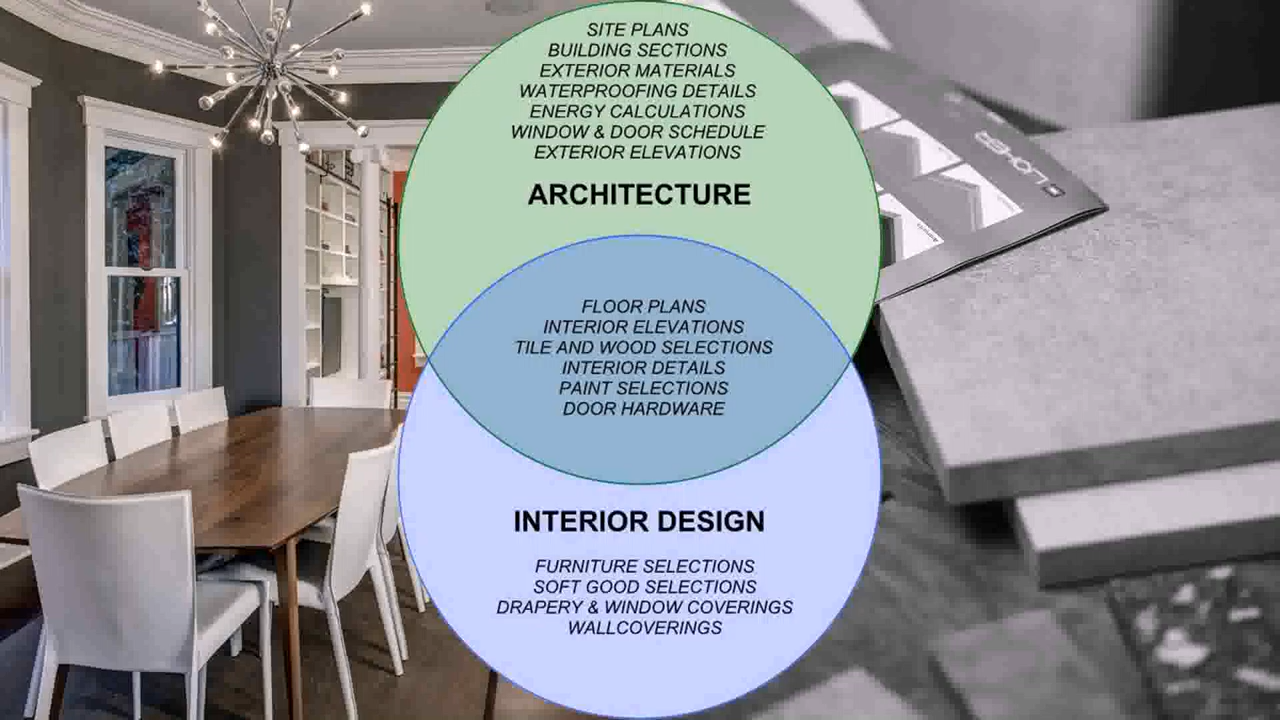 SITE PLANS
BUILDING SECTIONS
EXTERIOR MATERIALS
WATERPROOFING DETAILS
ENERGY CALCULATIONS
WINDOW & DOOR SCHEDULE
EXTERIOR ELEVATIONS
ARCHITECTURE
FLOOR PLANS
INTERIOR ELEVATIONS
TILE AND WOOD SELECTIONS
INTERIOR DETAILS
PAINT SELECTIONS
DOOR HARDWARE
INTERIOR DESIGN
FURNITURE SELECTIONS
SOFT GOOD SELECTIONS
DRAPERY & WINDOW COVERINGS
WALLCOVERINGS